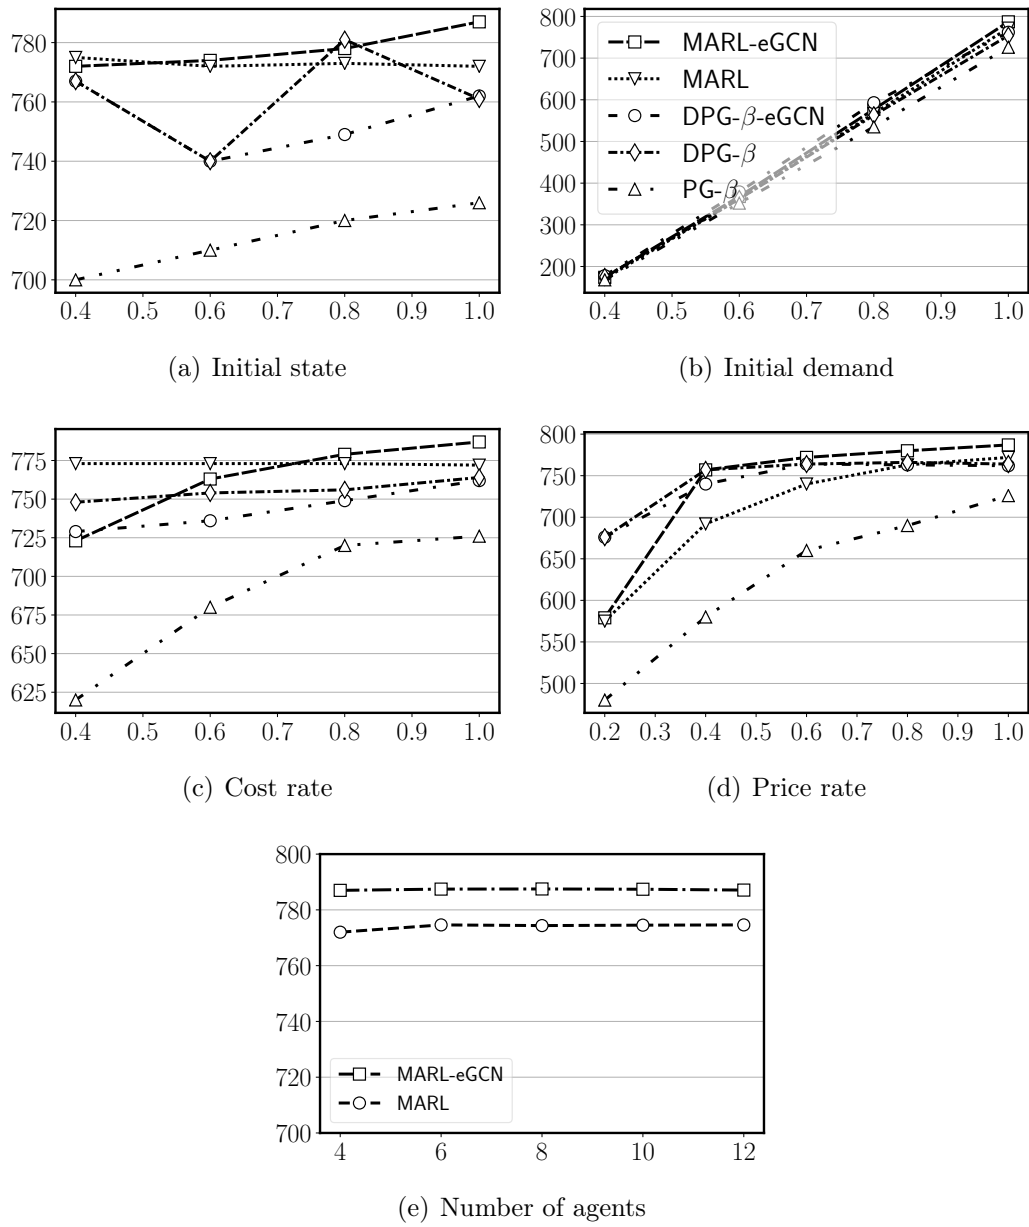 780
760
740
720
700
0.4 0.5 0.6 0.7 0.8 0.9 1.0
(a) Initial state
800
700
600
500
400
300
200
MARL-eGCN
MARL
DPG-β-eGCN
DPG-β
PG-β
0.4 0.5 0.6 0.7 0.8 0.9 1.0
(b) Initial demand
775
750
725
700
675
650
625
0.4 0.5 0.6 0.7 0.8 0.9 1.0
(c) Cost rate
800
750
700
650
600
550
500
0.2 0.3 0.4 0.5 0.6 0.7 0.8 0.9 1.0
(d) Price rate
800
780
760
740
720
700
MARL-eGCN
MARL
4 6 8 10 12
(e) Number of agents